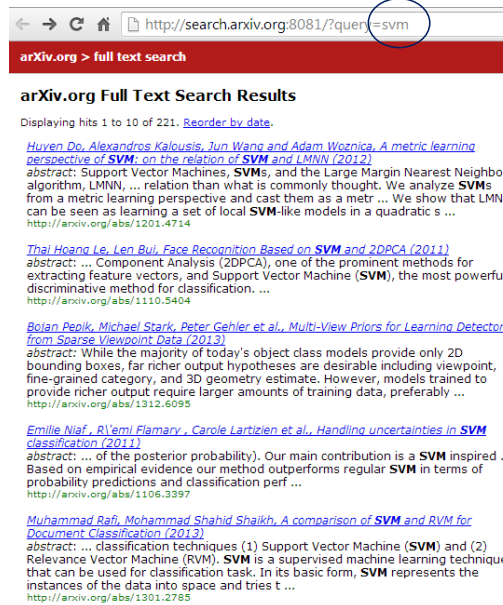 http://search.arxiv.org:8081/?query=svm
arXiv.org > full text search
arXiv.org Full Text Search Results
Displaying hits 1 to 10 of 221. Reorder by date.
Huyen Do, Alexandros Kalousis, Jun Wang and Adam Woznica, A metric learning
perspective of SVM: on the relation of SVM and LMNN (2012)
abstract: Support Vector Machines, SVMs, and the Large Margin Nearest Neighbo
algorithm, LMNN, ... relation than what is commonly thought. We analyze SVMs
from a metric learning perspective and cast them as a metr ... We show that LMN
can be seen as learning a set of local SVM-like models in a quadratic s ...
http://arxiv.org/abs/1201.4714
Thai Hoang Le, Len Bui, Face Recognition Based on SVM and 2DPCA (2011)
abstract: ... Component Analysis (2DPCA), one of the prominent methods for
extracting feature vectors, and Support Vector Machine (SVM), the most powerfu
discriminative method for classification. ...
http://arxiv.org/abs/1110.5404
Bojan Pepik, Michael Stark, Peter Gehler et al., Multi-View Priors for Learning Detector
from Sparse Viewpoint Data (2013)
abstract: While the majority of today's object class models provide only 2D
bounding boxes, far richer output hypotheses are desirable including viewpoint,
fine-grained category, and 3D geometry estimate. However, models trained to
provide richer output require larger amounts of training data, preferably ...
http://arxiv.org/abs/1312.6095
Emilie Niaf , R\'emi Flamary , Carole Lartizien et al., Handling uncertainties in SVM
classification (2011)
abstract: ... of the posterior probability). Our main contribution is a SVM inspired .
Based on empirical evidence our method outperforms regular SVM in terms of
probability predictions and classification perf ...
http://arxiv.org/abs/1106.3397
Muhammad Rafi, Mohammad Shahid Shaikh, A comparison of SVM and RVM for
Document Classification (2013)
abstract: ... classification techniques (1) Support Vector Machine (SVM) and (2)
Relevance Vector Machine (RVM). SVM is a supervised machine learning technique
that can be used for classification task. In its basic form, SVM represents the
instances of the data into space and tries t ...
http://arxiv.org/abs/1301.2785